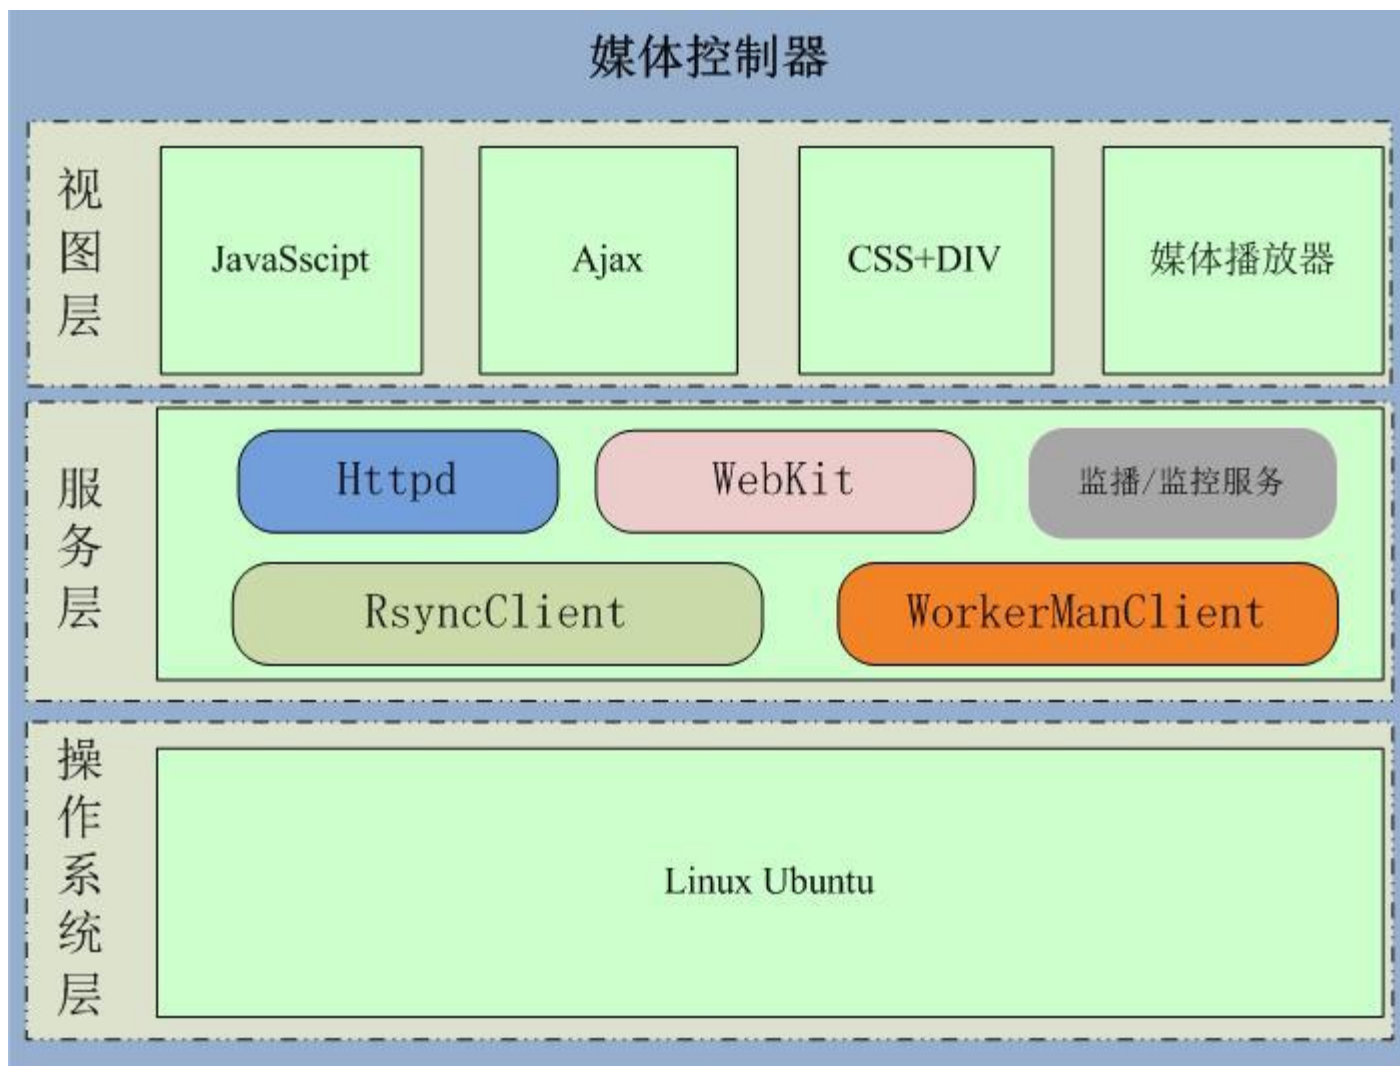 媒体控制器
视图层
JavaSscipt
Ajax
CSS+DIV
媒体播放器
服务层
Httpd
WebKit
监播/监控服务
RsyncClient
WorkerManClient
操作系统层
Linux Ubuntu